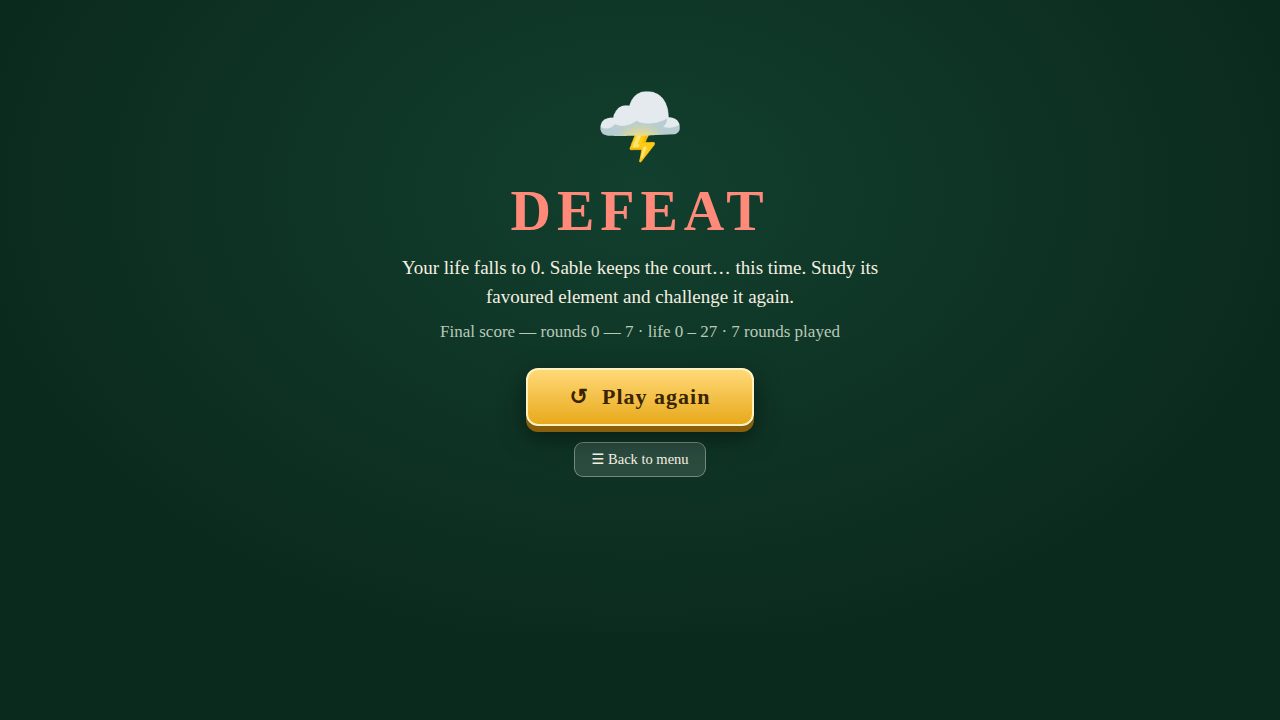 DEFEAT
Your life falls to 0. Sable keeps the court… this time. Study its
favoured element and challenge it again.
Final score — rounds 0 — 7 · life 0 – 27 · 7 rounds played
↺ Play again
☰ Back to menu